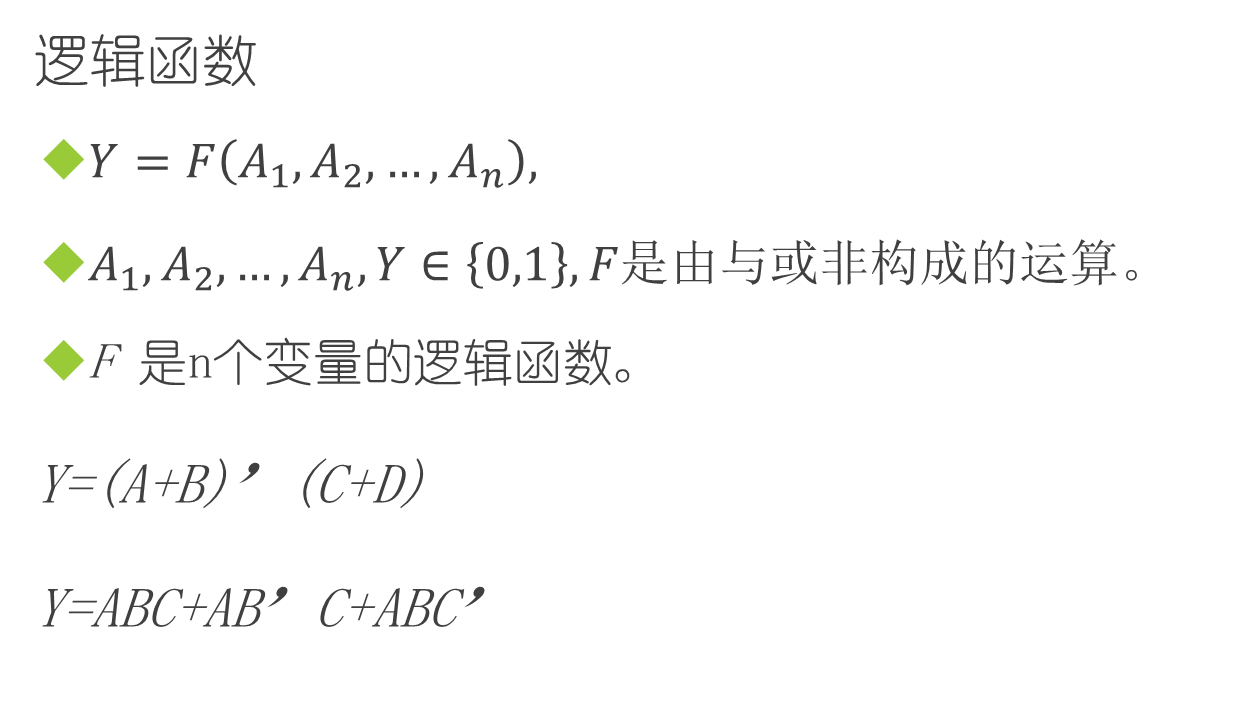 逻辑函数
Y = F(A₁, A₂, … , Aₙ),
A₁, A₂, … , Aₙ, Y ∈ {0,1}, F是由与或非构成的运算。
F 是n个变量的逻辑函数。
Y=(A+B)’ (C+D)
Y=ABC+AB’ C+ABC’